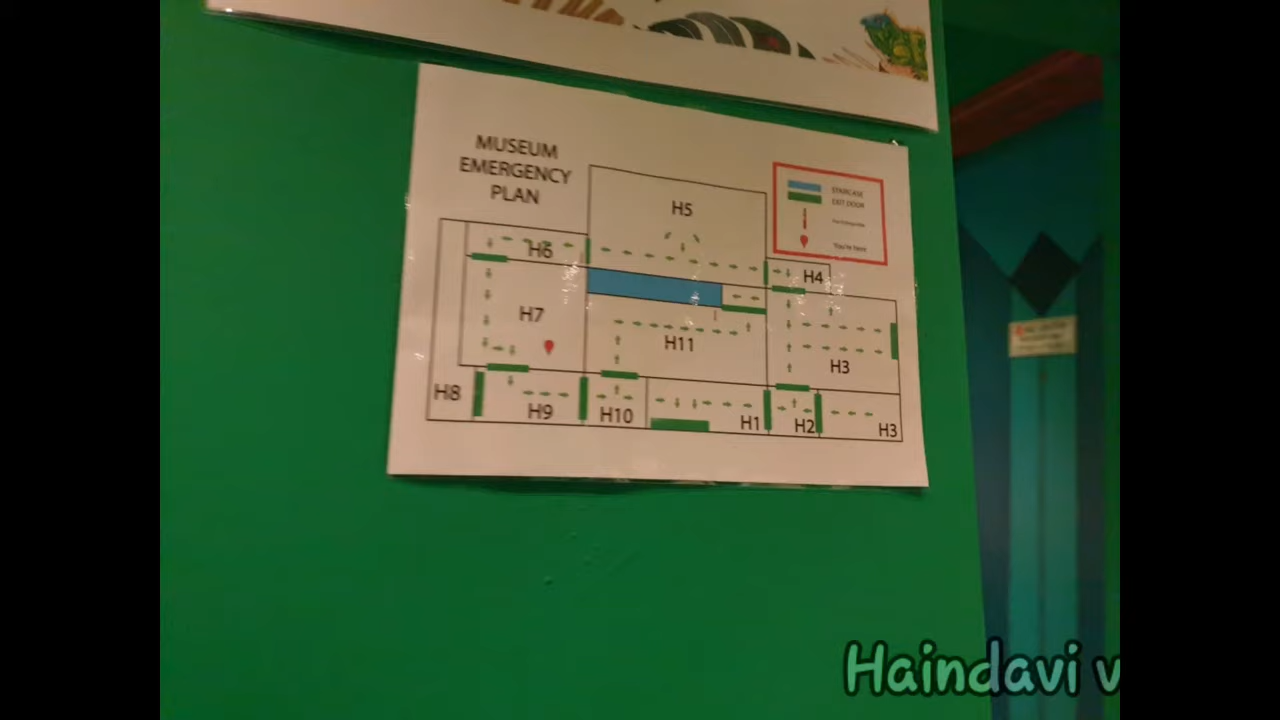 MUSEUM
EMERGENCY
PLAN
STAIRCASE
EXIT DOOR
You're here
H5
H6
H4
H7
H11
H3
H8
H9
H10
H1
H2
H3
Haindavi v